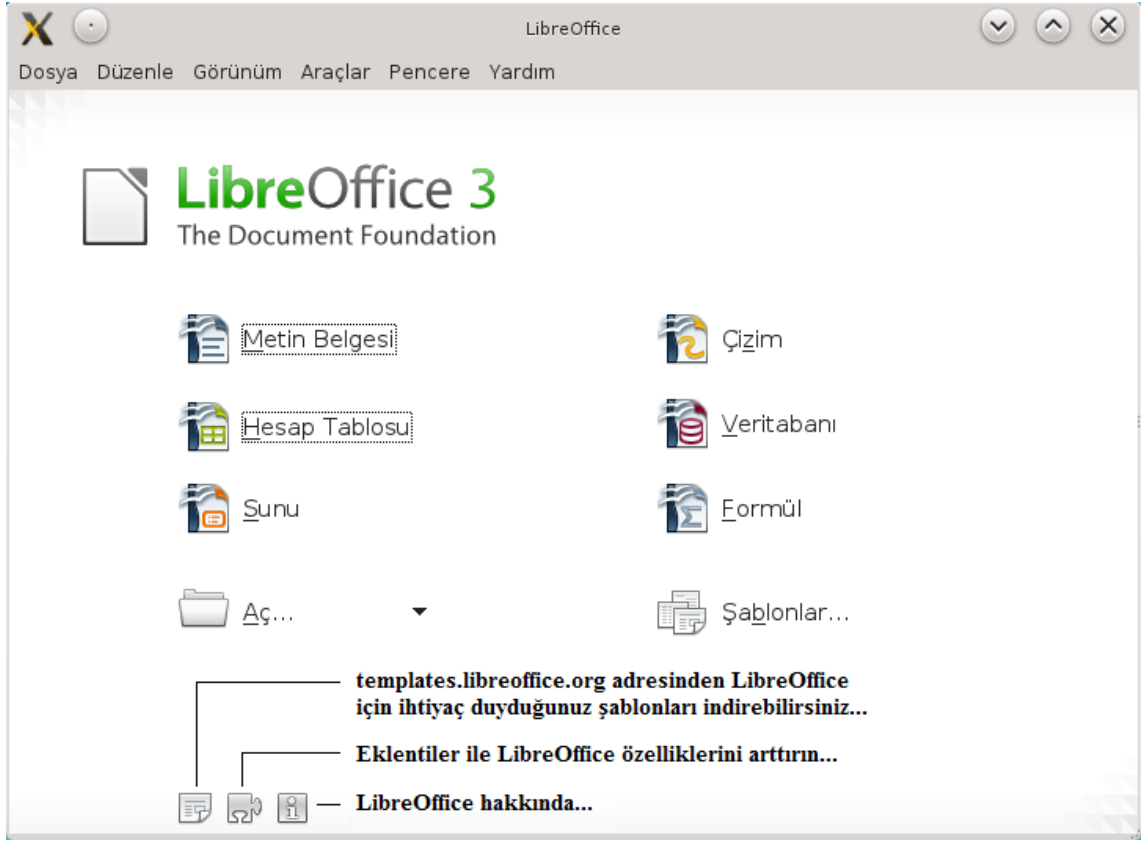 LibreOffice
Dosya Düzenle Görünüm Araçlar Pencere Yardım
LibreOffice 3
The Document Foundation
Metin Belgesi
Çizim
Hesap Tablosu
Veritabanı
Sunu
Formül
Aç...
Şablonlar...
templates.libreoffice.org adresinden LibreOffice
için ihtiyaç duyduğunuz şablonları indirebilirsiniz...
Eklentiler ile LibreOffice özelliklerini arttırın...
LibreOffice hakkında...